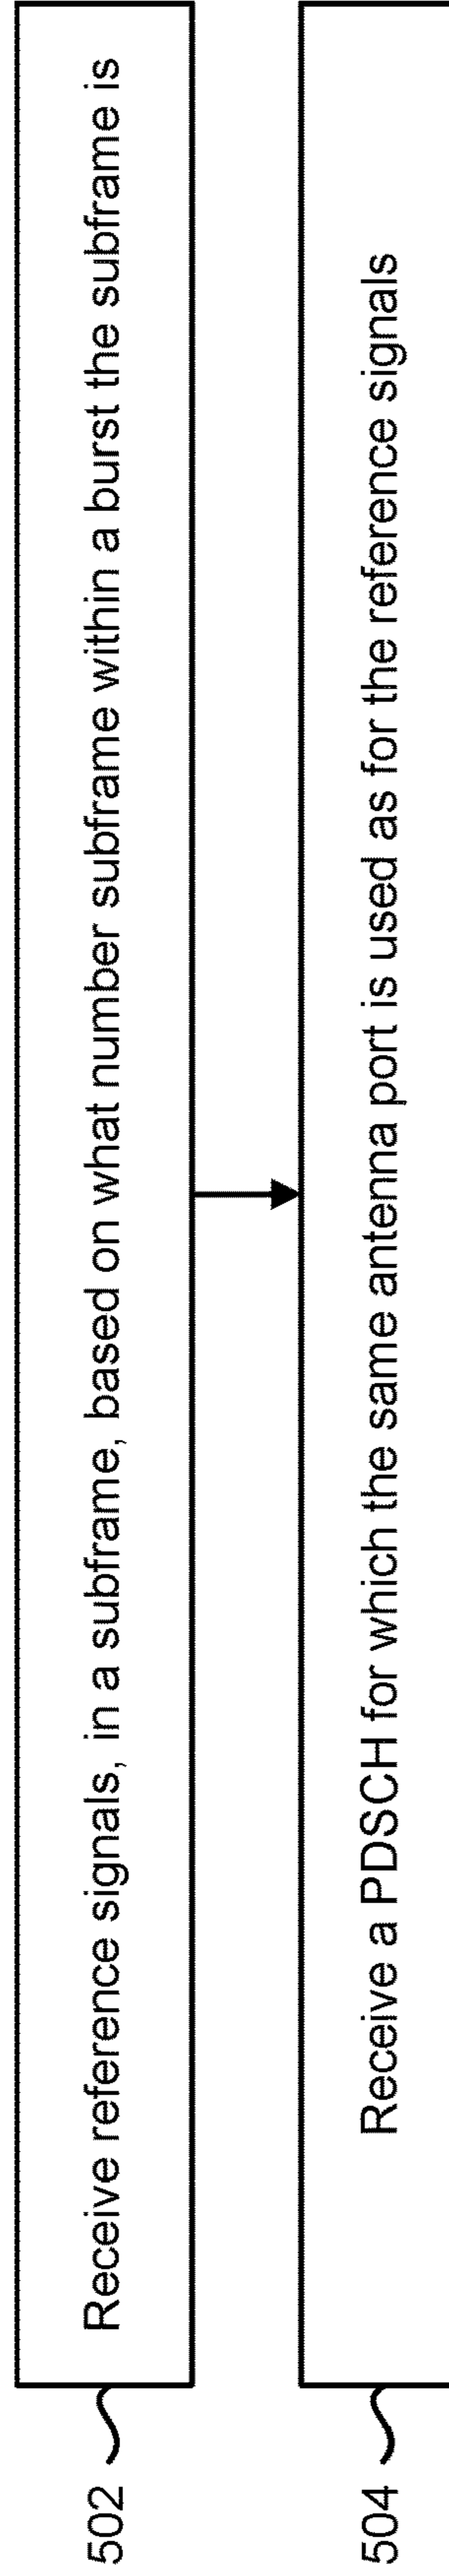 502
Receive reference signals, in a subframe, based on what number subframe within a burst the subframe is
504
Receive a PDSCH for which the same antenna port is used as for the reference signals